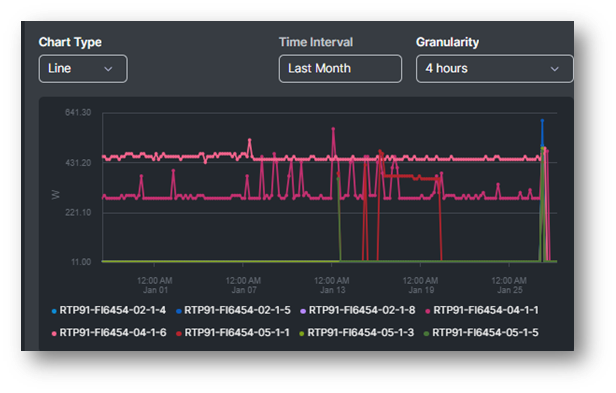 Chart Type Time Interval Granularity
Line Last Month 4 hours
641.30
431.20
W
221.10
11.00
12:00 AM 12:00 AM 12:00 AM 12:00 AM 12:00 AM
Jan 01 Jan 07 Jan 13 Jan 19 Jan 25
RTP91-FI6454-02-1-4 RTP91-FI6454-02-1-5 RTP91-FI6454-02-1-8 RTP91-FI6454-04-1-1
RTP91-FI6454-04-1-6 RTP91-FI6454-05-1-1 RTP91-FI6454-05-1-3 RTP91-FI6454-05-1-5